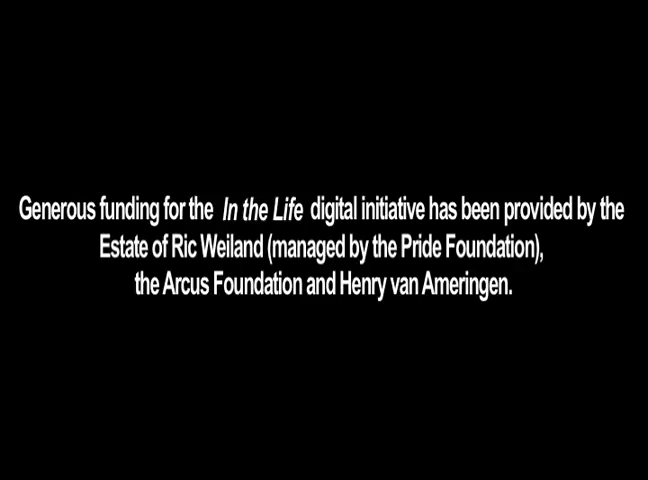 Generous funding for the In the Life digital initiative has been provided by the
Estate of Ric Weiland (managed by the Pride Foundation),
the Arcus Foundation and Henry van Ameringen.